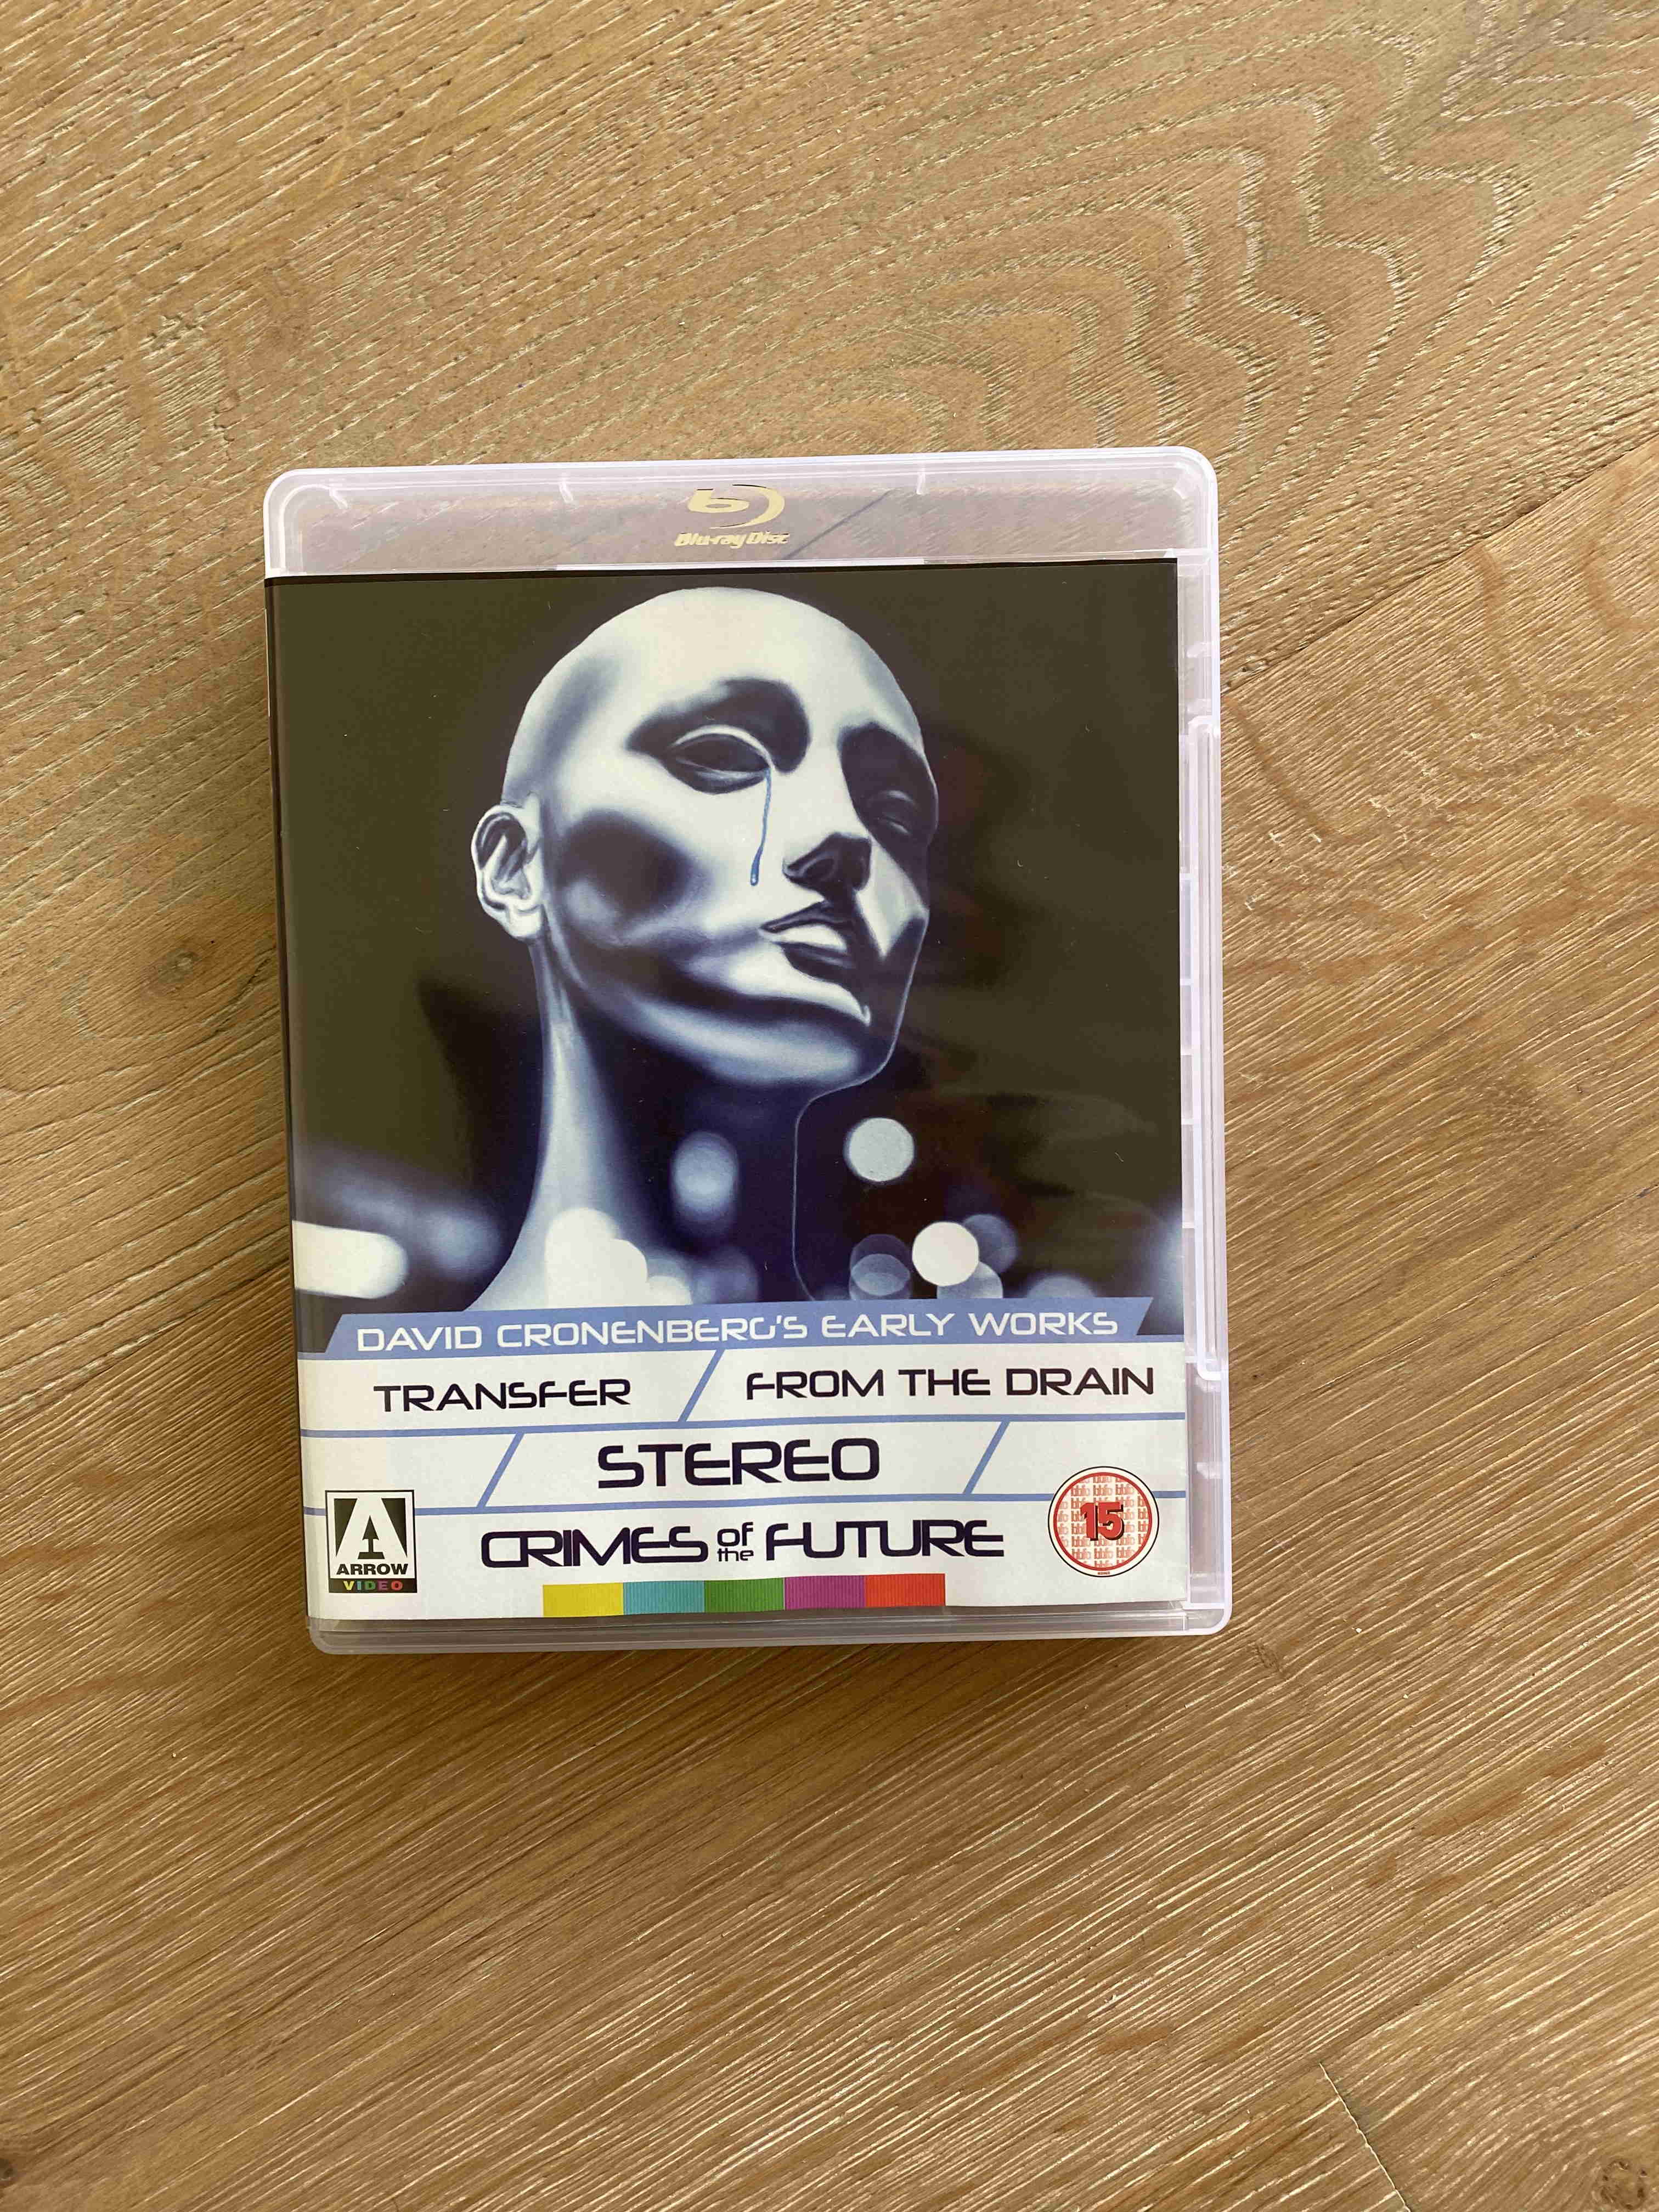 Blu-ray Disc
DAVID CRONENBERG'S EARLY WORKS
TRANSFER FROM THE DRAIN
STEREO
CRIMES of the FUTURE
A
ARROW
VIDEO
15